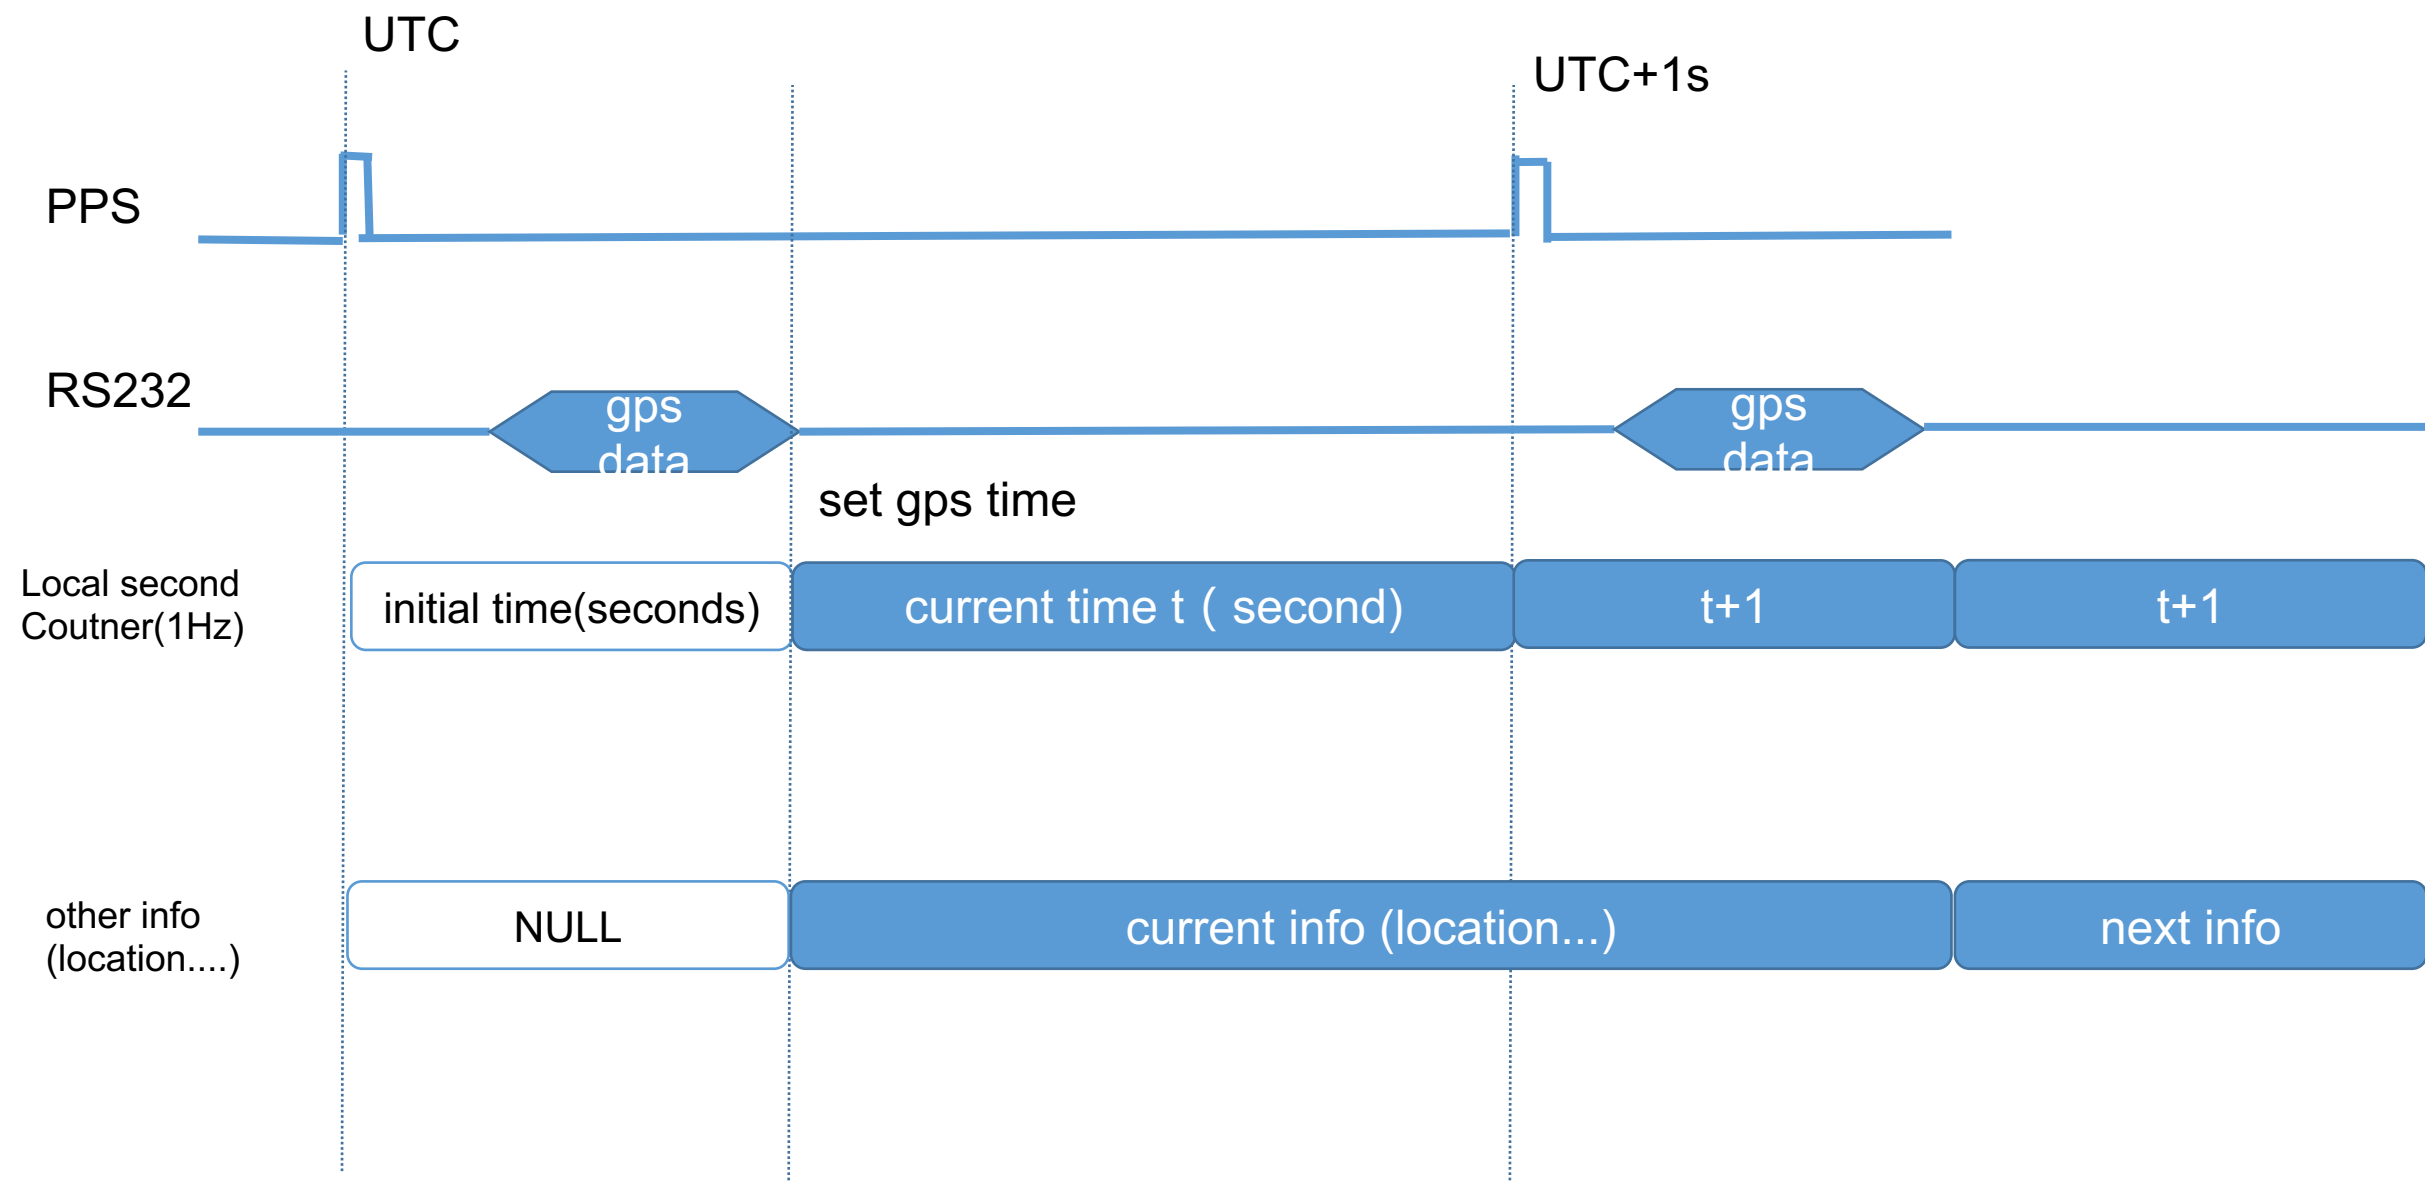 UTC
UTC+1s
PPS
RS232
gps
data
gps
data
set gps time
Local second
Coutner(1Hz)
initial time(seconds)
current time t ( second)
t+1
t+1
other info
(location....)
NULL
current info (location...)
next info